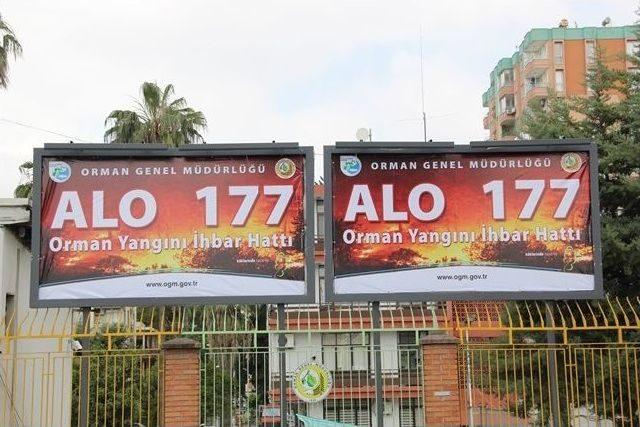 ORMAN GENEL MÜDÜRLÜĞÜ
ALO 177
Orman Yangını İhbar Hattı
www.ogm.gov.tr
ORMAN GENEL MÜDÜRLÜĞÜ
ALO 177
Orman Yangını İhbar Hattı
www.ogm.gov.tr